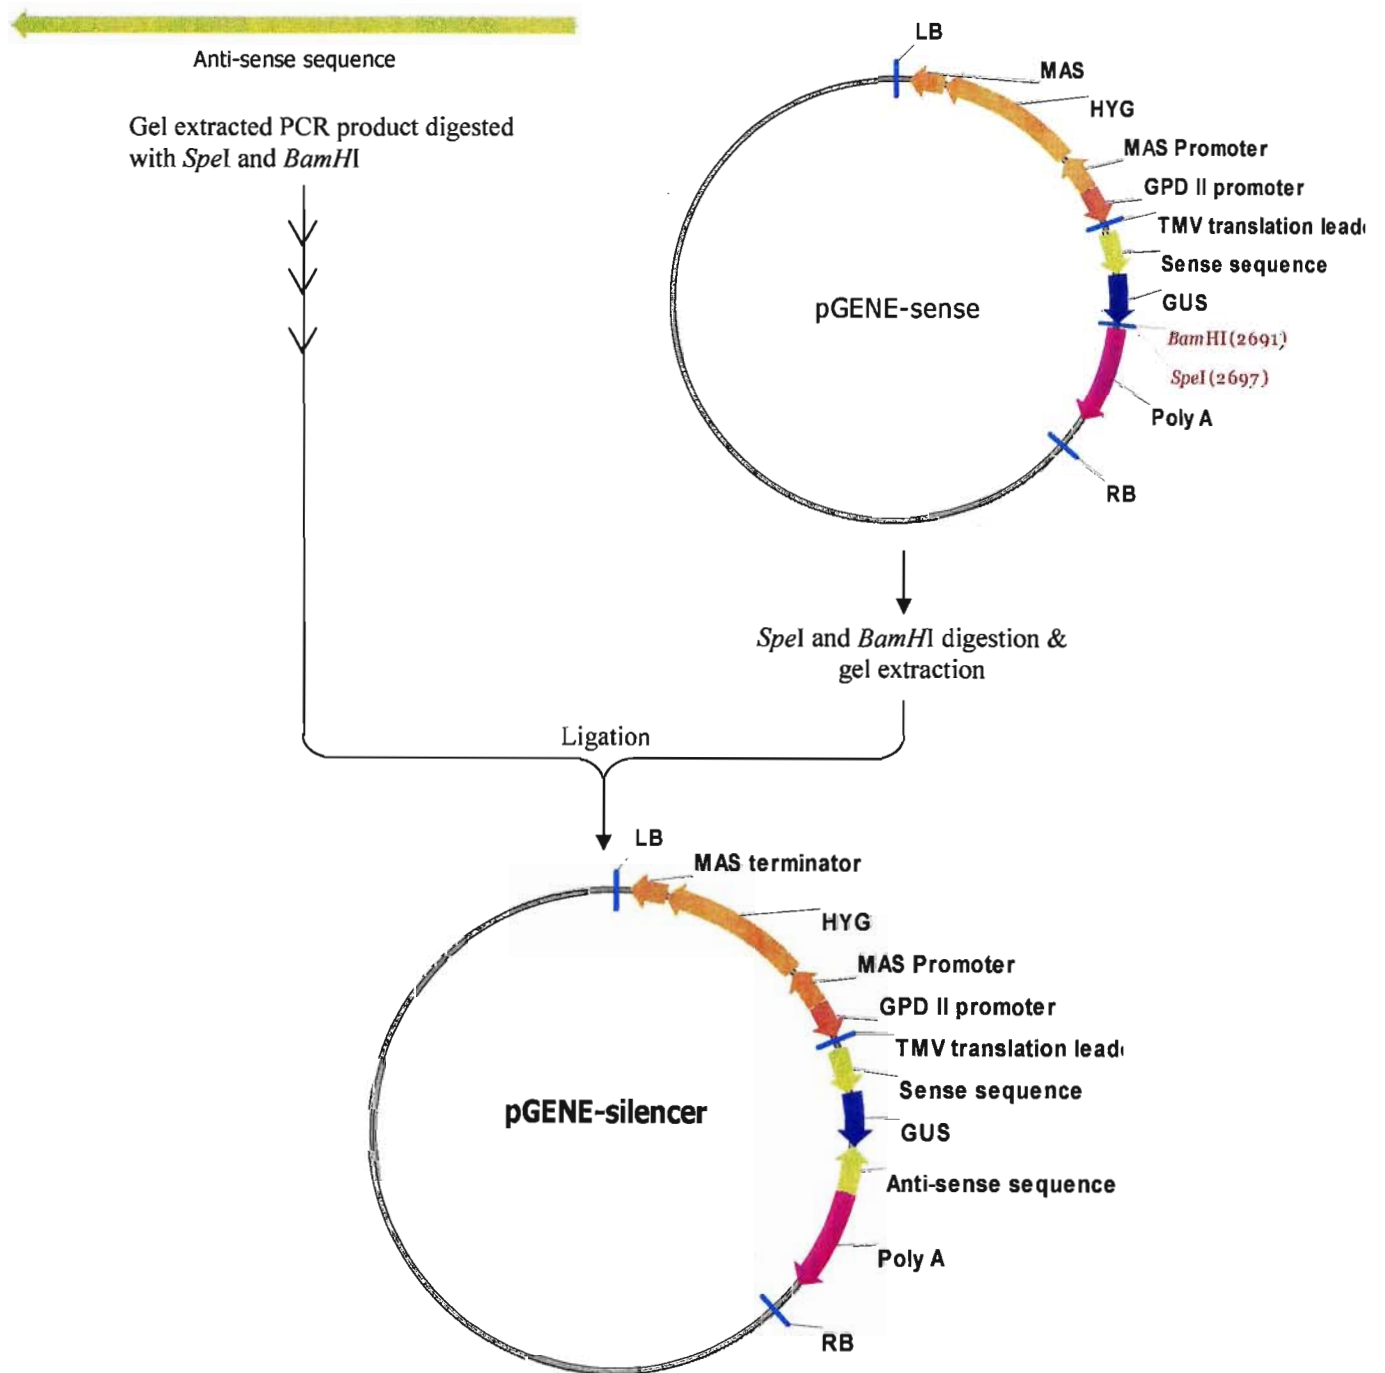 Anti-sense sequence
Gel extracted PCR product digested
with SpeI and BamHI
LB
MAS
HYG
MAS Promoter
GPD II promoter
TMV translation lead
Sense sequence
GUS
BamHI(2691)
SpeI(2697)
Poly A
RB
pGENE-sense
SpeI and BamHI digestion &
gel extraction
Ligation
LB
MAS terminator
HYG
MAS Promoter
GPD II promoter
TMV translation lead
Sense sequence
GUS
Anti-sense sequence
Poly A
RB
pGENE-silencer